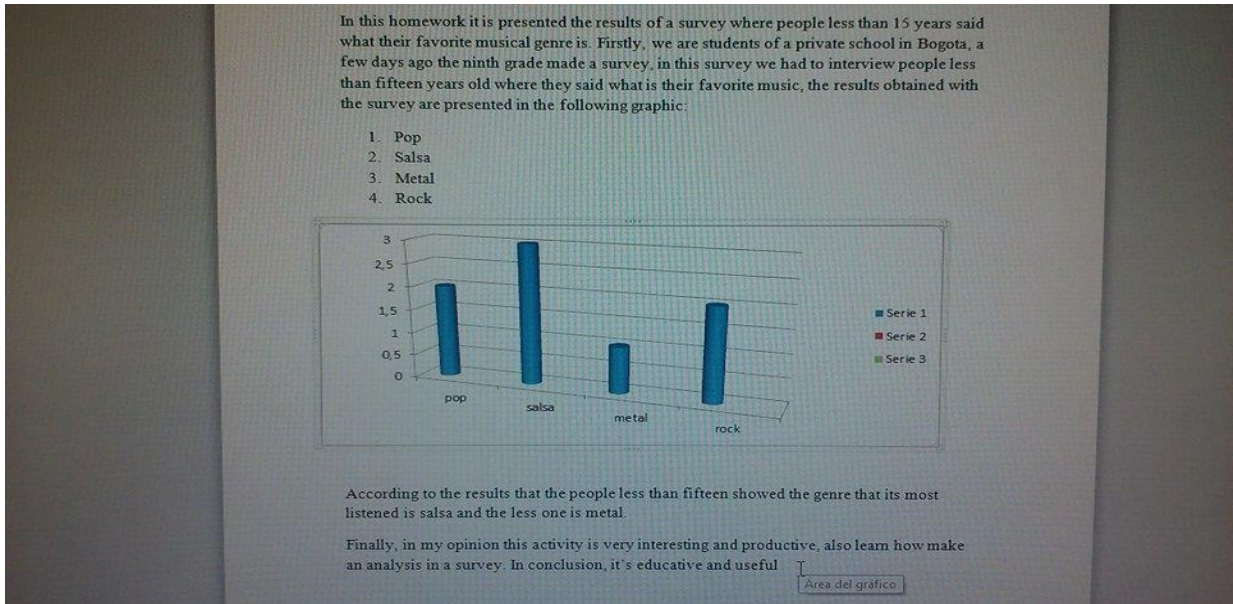 In this homework it is presented the results of a survey where people less than 15 years said
what their favorite musical genre is. Firstly, we are students of a private school in Bogota, a
few days ago the ninth grade made a survey, in this survey we had to interview people less
than fifteen years old where they said what is their favorite music, the results obtained with
the survey are presented in the following graphic:
1. Pop
2. Salsa
3. Metal
4. Rock
3
2,5
2
1,5
1
0,5
0
pop
salsa
metal
rock
Serie 1
Serie 2
Serie 3
According to the results that the people less than fifteen showed the genre that its most
listened is salsa and the less one is metal.
Finally, in my opinion this activity is very interesting and productive, also learn how make
an analysis in a survey. In conclusion, it's educative and useful
Área del gráfico